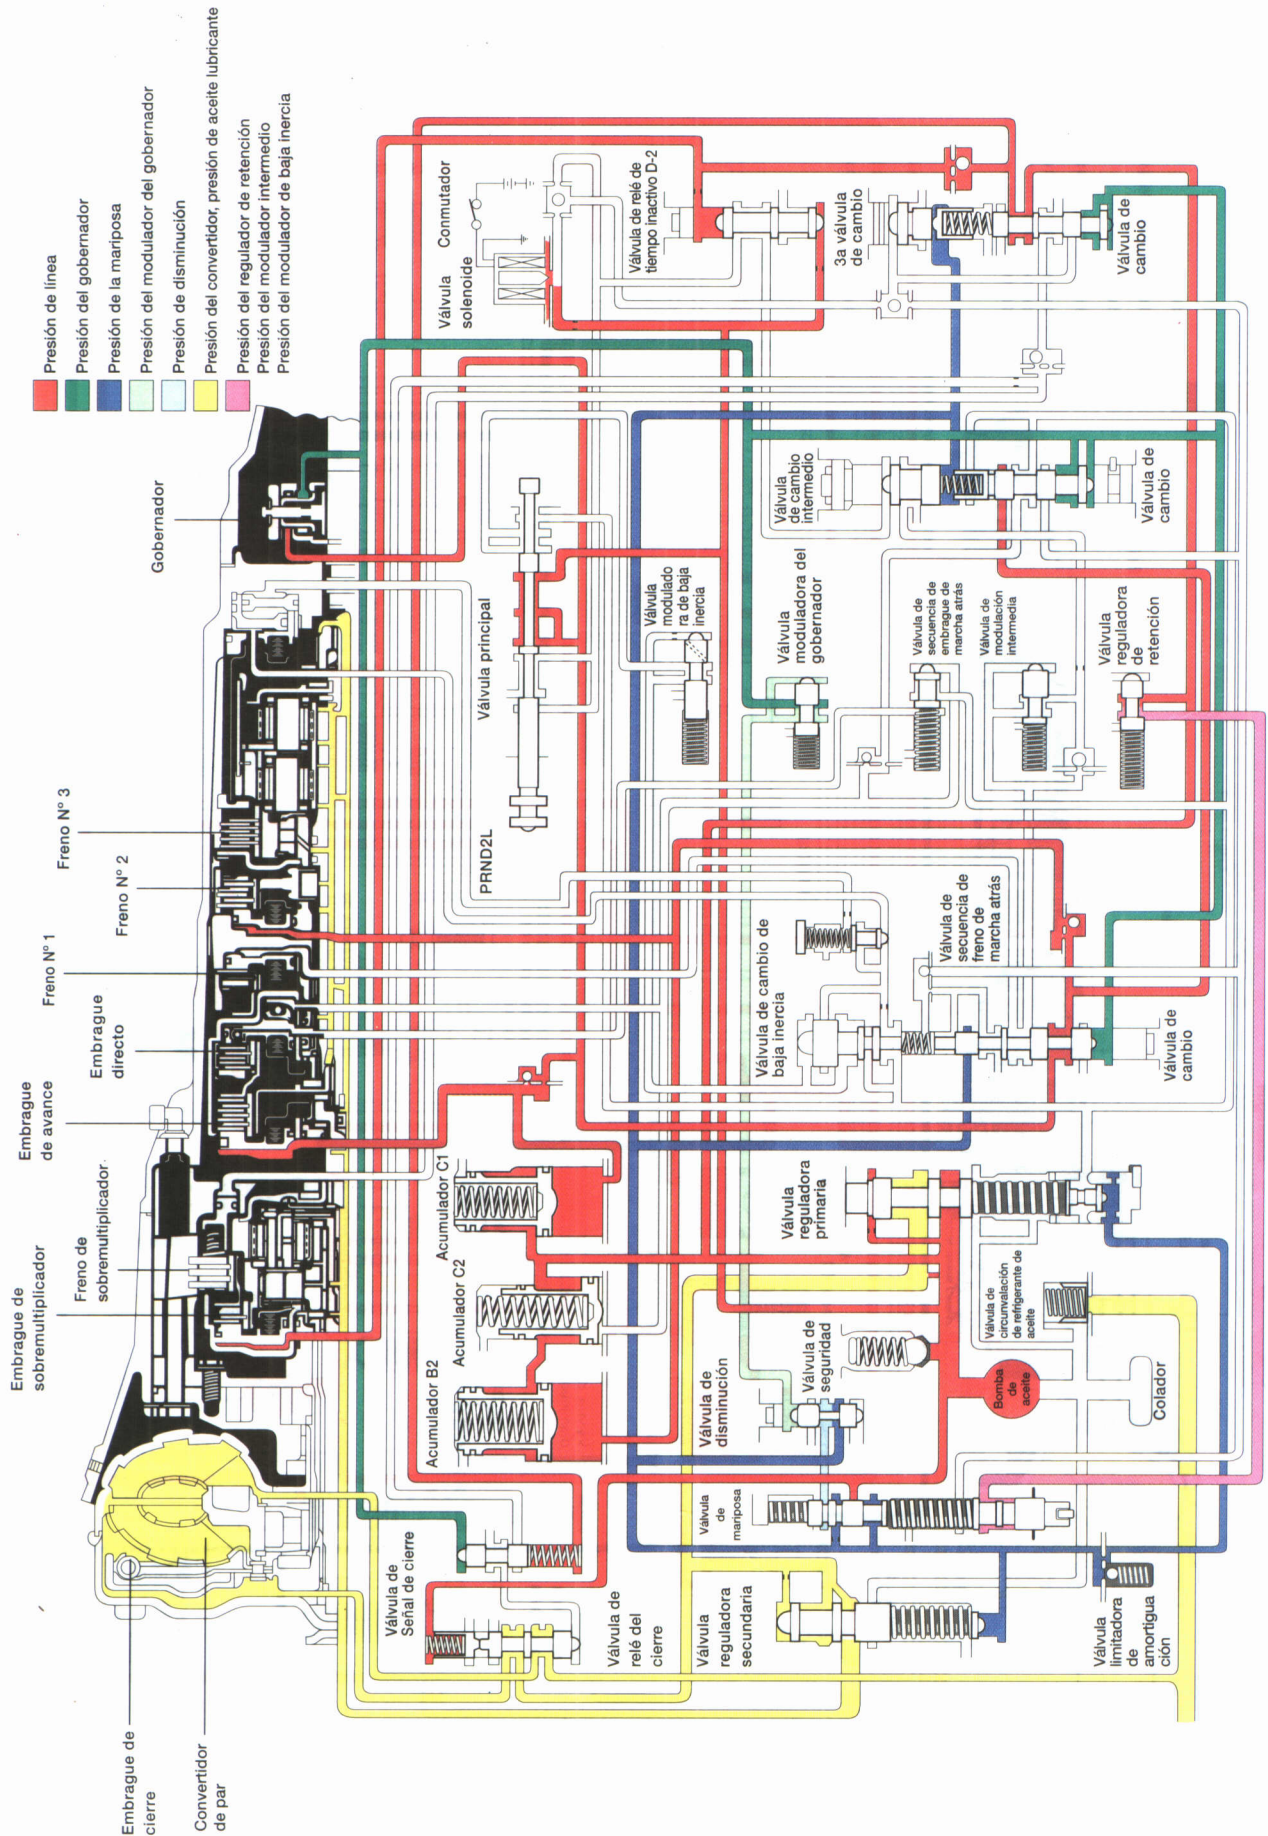 Presión de línea
Presión del gobernador
Presión de la mariposa
Presión del modulador del gobernador
Presión de disminución
Presión del convertidor, presión de aceite lubricante
Presión del regulador de retención
Presión del modulador intermedio
Presión del modulador de baja inercia
Embrague de
cierre
Convertidor
de par
Embrague de
sobremultiplicador
Freno de
sobremultiplicador
Embrague
de avance
Embrague
directo
Freno Nº 1
Freno Nº 2
Freno Nº 3
Gobernador
Válvula de
Señal de cierre
Acumulador B2
Acumulador C2
Acumulador C1
PRND2L
Válvula principal
Válvula
solenoide
Conmutador
Válvula de
relé del
cierre
Válvula
reguladora
secundaria
Válvula
de
mariposa
Válvula de
disminución
Válvula de
seguridad
Válvula
reguladora
primaria
Válvula de cambio de
baja inercia
Válvula
modulado
ra de baja
inercia
Válvula
moduladora del
gobernador
Válvula
de cambio
intermedio
Válvula de relé de
tiempo inactivo D-2
3a válvula
de cambio
Válvula de
secuencia de
freno de
marcha atrás
Válvula de
secuencia de
embrague de
marcha atrás
Válvula de
modulación
intermedia
Válvula
reguladora
de
retención
Válvula de
circunvalación
de refrigerante de
aceite
Bomba
de
aceite
Colador
Válvula
limitadora
de
amortigua
ción
Válvula de
cambio
Válvula de
cambio
Válvula de
cambio